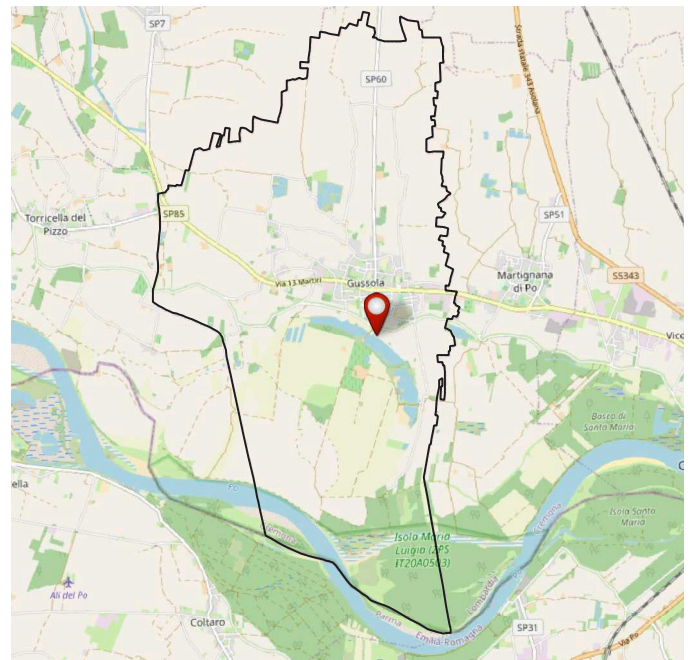 SP7
SP60
Strada statale 343 Asolana
Torricella del
Pizzo
SP85
SP51
Martignana
di Po
SS343
Via 13 Martiri
Gussola
Bosco di
Santa Maria
Isola Maria
Luigia (ZPS
IT20A0503)
Cremona
Isola Santa
Maria
Lombardia
Parma
Emilia-Romagna
Ali del Po
Coltaro
SP31
Via Po